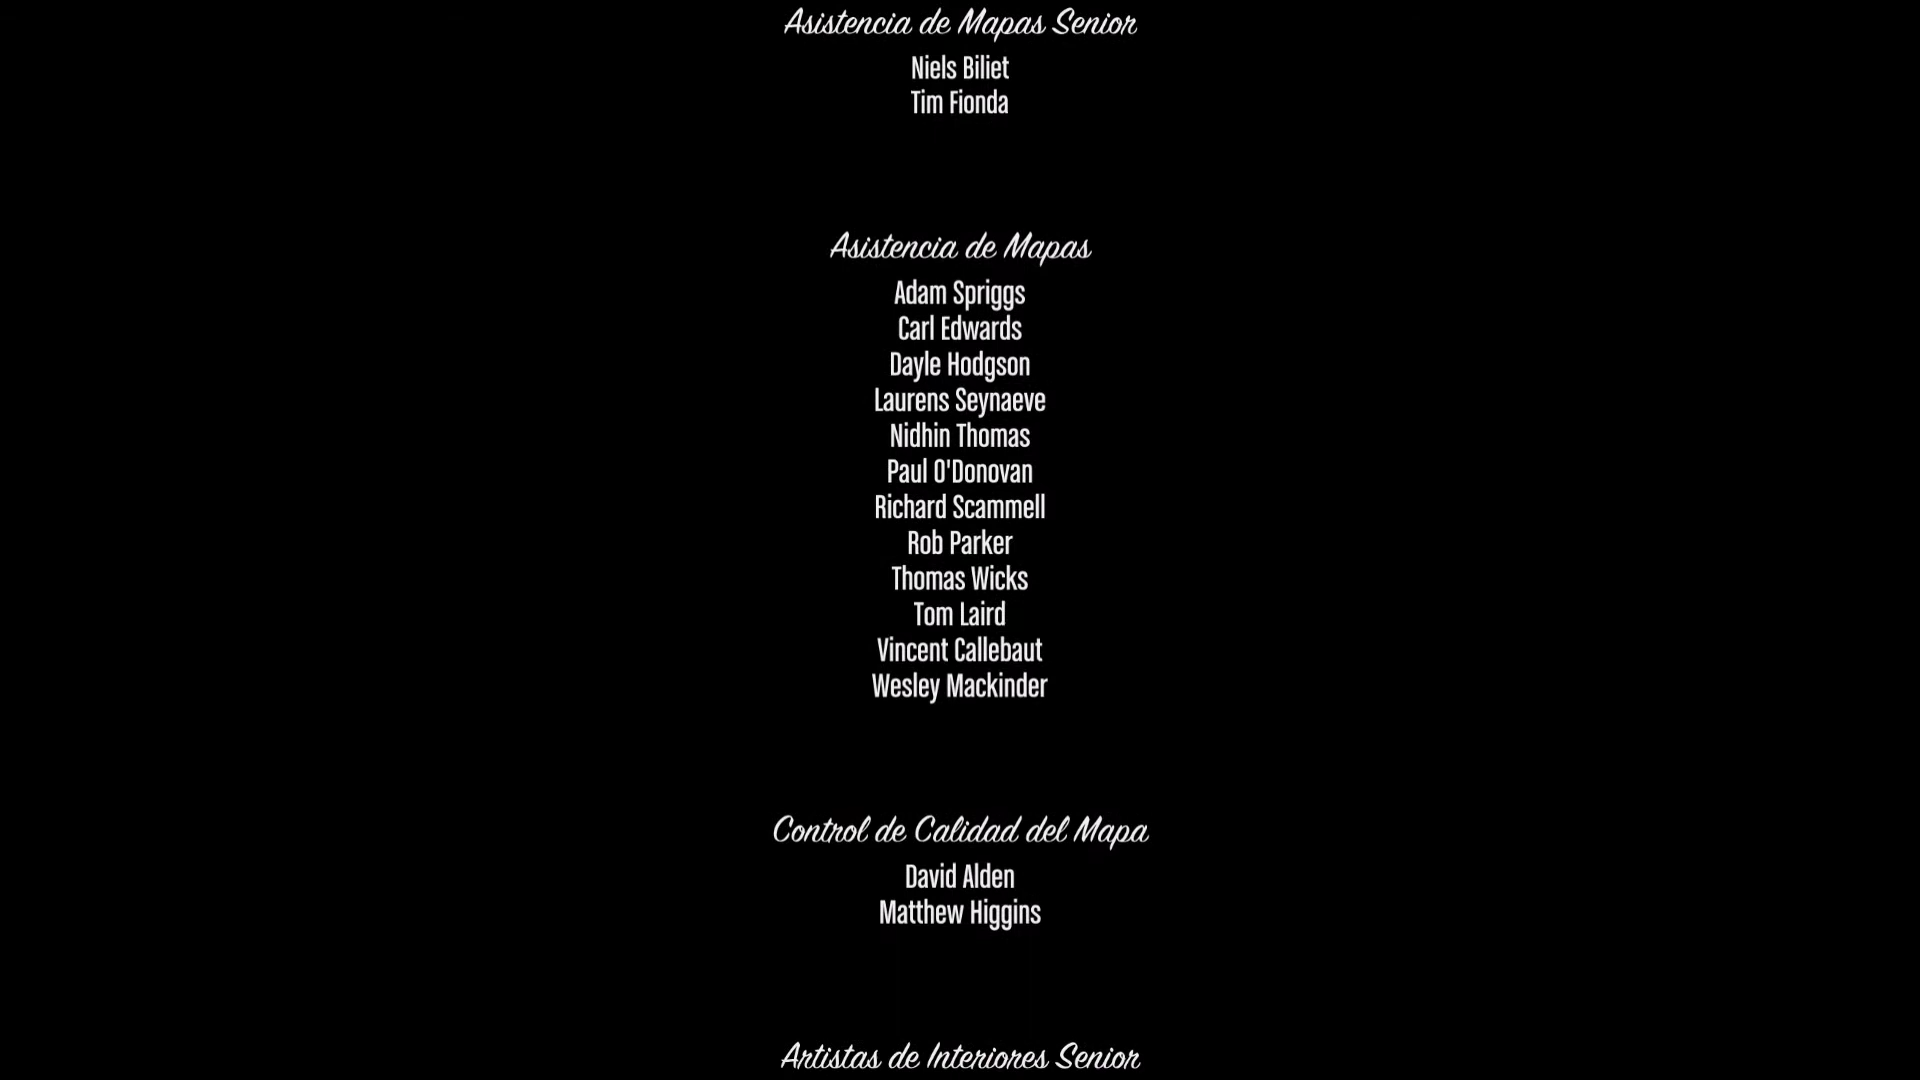 Asistencia de Mapas Senior
Niels Biliet
Tim Fionda
Asistencia de Mapas
Adam Spriggs
Carl Edwards
Dayle Hodgson
Laurens Seynaeve
Nidhin Thomas
Paul O'Donovan
Richard Scammell
Rob Parker
Thomas Wicks
Tom Laird
Vincent Callebaut
Wesley Mackinder
Control de Calidad del Mapa
David Alden
Matthew Higgins
Artistas de Interiores Senior